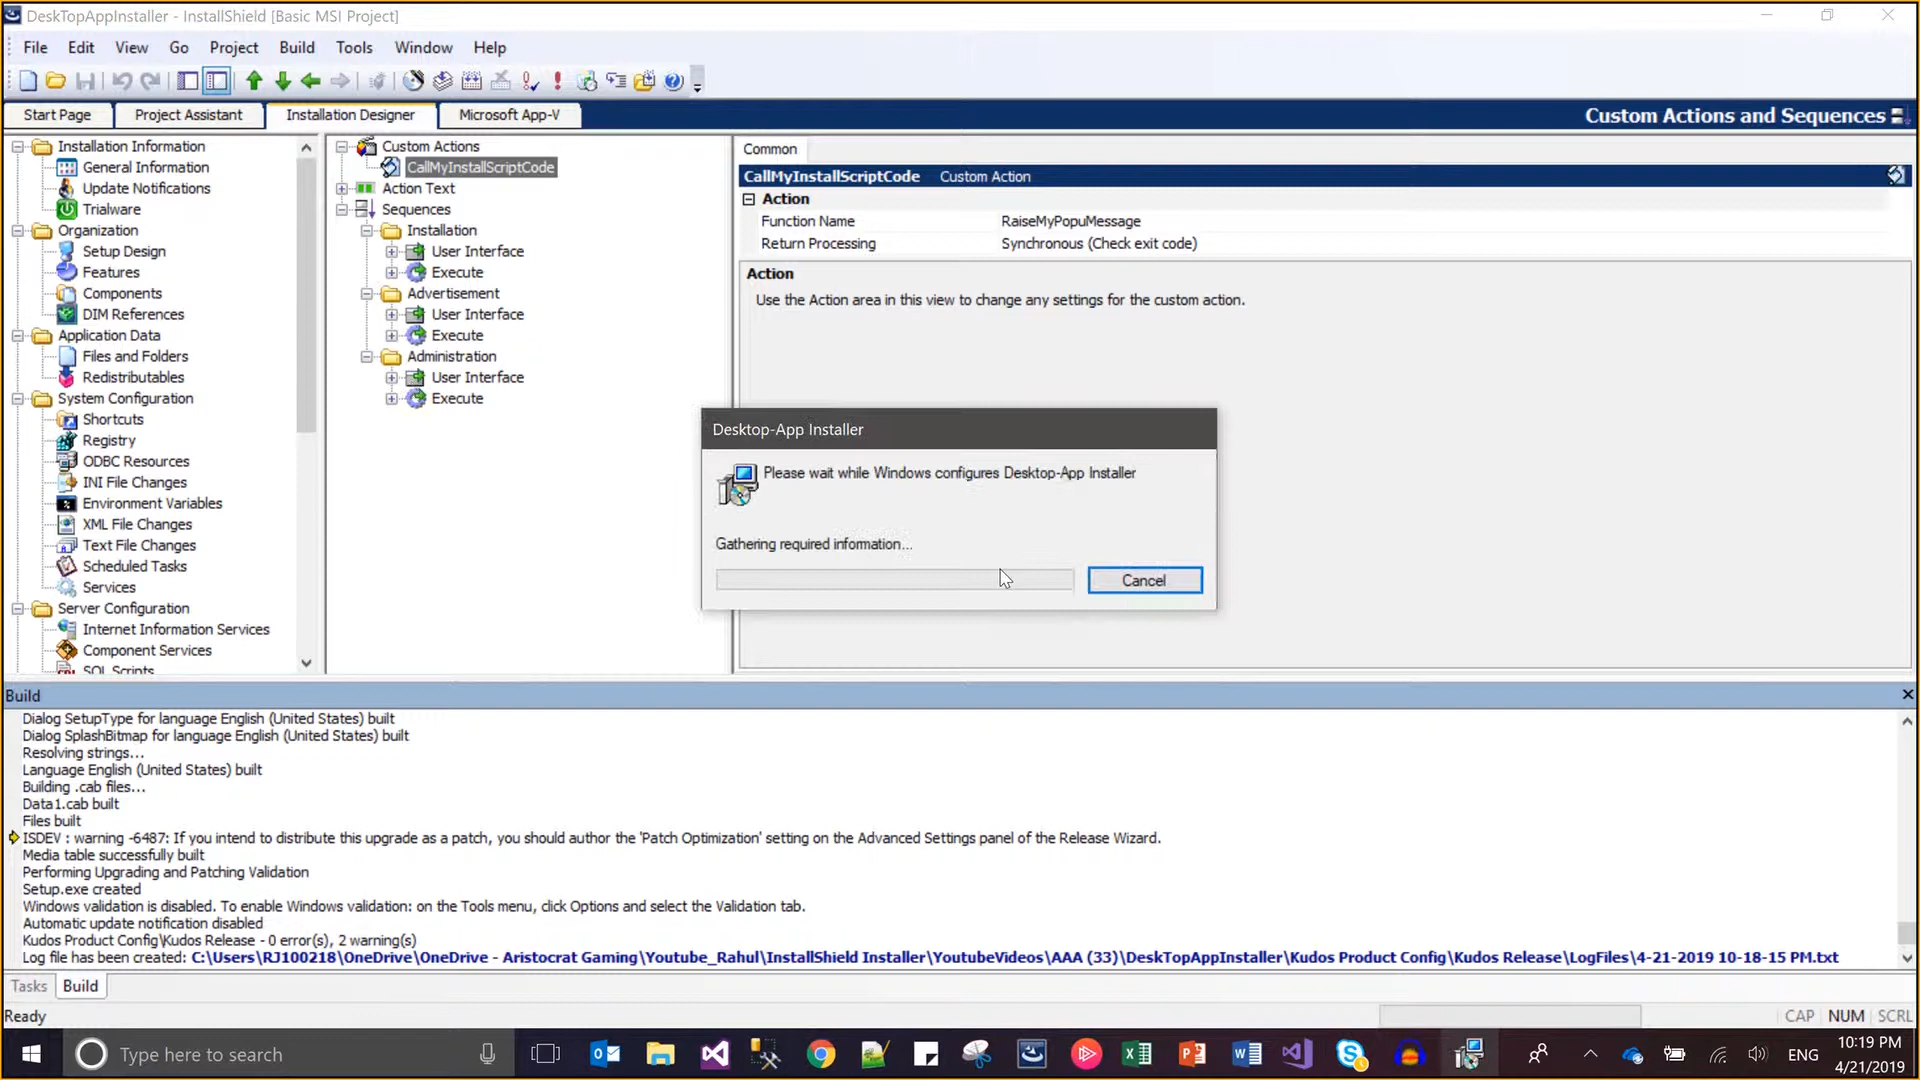 DeskTopAppInstaller - InstallShield [Basic MSI Project]
File Edit View Go Project Build Tools Window Help
Start Page Project Assistant Installation Designer Microsoft App-V Custom Actions and Sequences
Installation Information
General Information
Update Notifications
Trialware
Organization
Setup Design
Features
Components
DIM References
Application Data
Files and Folders
Redistributables
System Configuration
Shortcuts
Registry
ODBC Resources
INI File Changes
Environment Variables
XML File Changes
Text File Changes
Scheduled Tasks
Services
Server Configuration
Internet Information Services
Component Services
SQL Scripts
Custom Actions
CallMyInstallScriptCode
Action Text
Sequences
Installation
User Interface
Execute
Advertisement
User Interface
Execute
Administration
User Interface
Execute
Common
CallMyInstallScriptCode Custom Action
Action
Function Name RaiseMyPopuMessage
Return Processing Synchronous (Check exit code)
Action
Use the Action area in this view to change any settings for the custom action.
Desktop-App Installer
Please wait while Windows configures Desktop-App Installer
Gathering required information...
Cancel
Build
Dialog SetupType for language English (United States) built
Dialog SplashBitmap for language English (United States) built
Resolving strings...
Language English (United States) built
Building .cab files...
Data1.cab built
Files built
ISDEV : warning -6487: If you intend to distribute this upgrade as a patch, you should author the 'Patch Optimization' setting on the Advanced Settings panel of the Release Wizard.
Media table successfully built
Performing Upgrading and Patching Validation
Setup.exe created
Windows validation is disabled. To enable Windows validation: on the Tools menu, click Options and select the Validation tab.
Automatic update notification disabled
Kudos Product Config\Kudos Release - 0 error(s), 2 warning(s)
Log file has been created: C:\Users\RJ100218\OneDrive\OneDrive - Aristocrat Gaming\Youtube_Rahul\InstallShield Installer\YoutubeVideos\AAA (33)\DeskTopAppInstaller\Kudos Product Config\Kudos Release\LogFiles\4-21-2019 10-18-15 PM.txt
Tasks Build
Ready CAP NUM SCRL
Type here to search
ENG
10:19 PM
4/21/2019